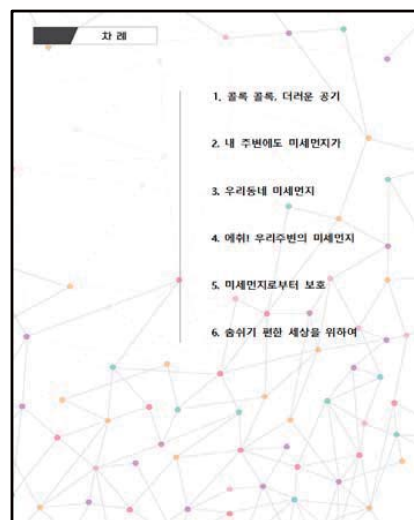 차 례
1. 콜록 콜록, 더러운 공기
2. 내 주변에도 미세먼지가
3. 우리동네 미세먼지
4. 에취! 우리주변의 미세먼지
5. 미세먼지로부터 보호
6. 숨쉬기 편한 세상을 위하여